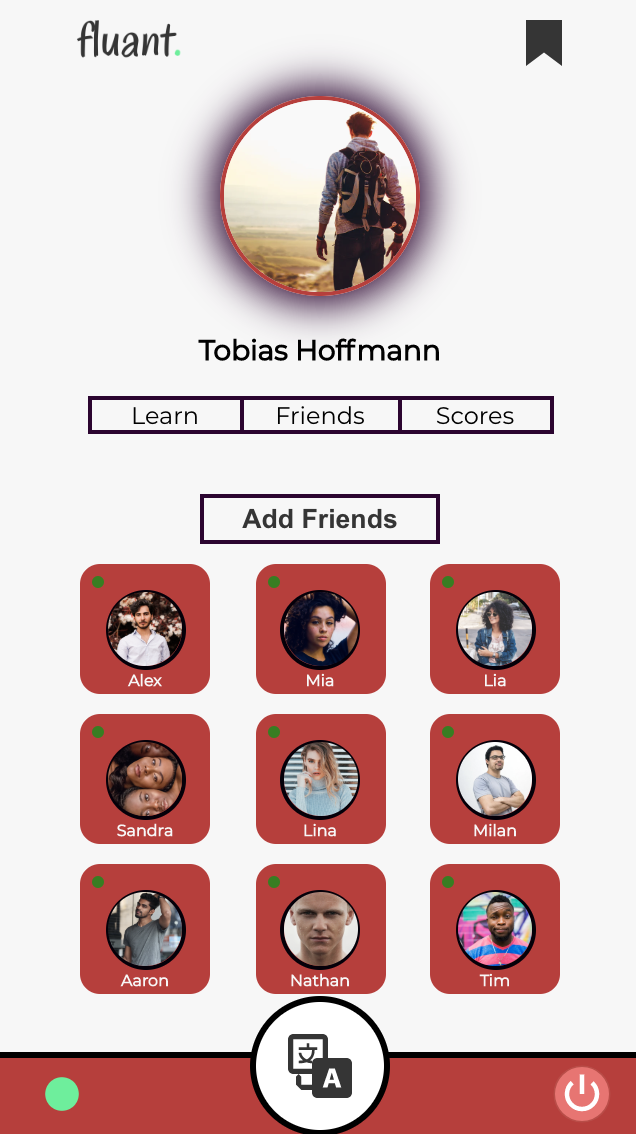 fluant.
Tobias Hoffmann
Learn Friends Scores
Add Friends
Alex Mia Lia
Sandra Lina Milan
Aaron Nathan Tim
文 A